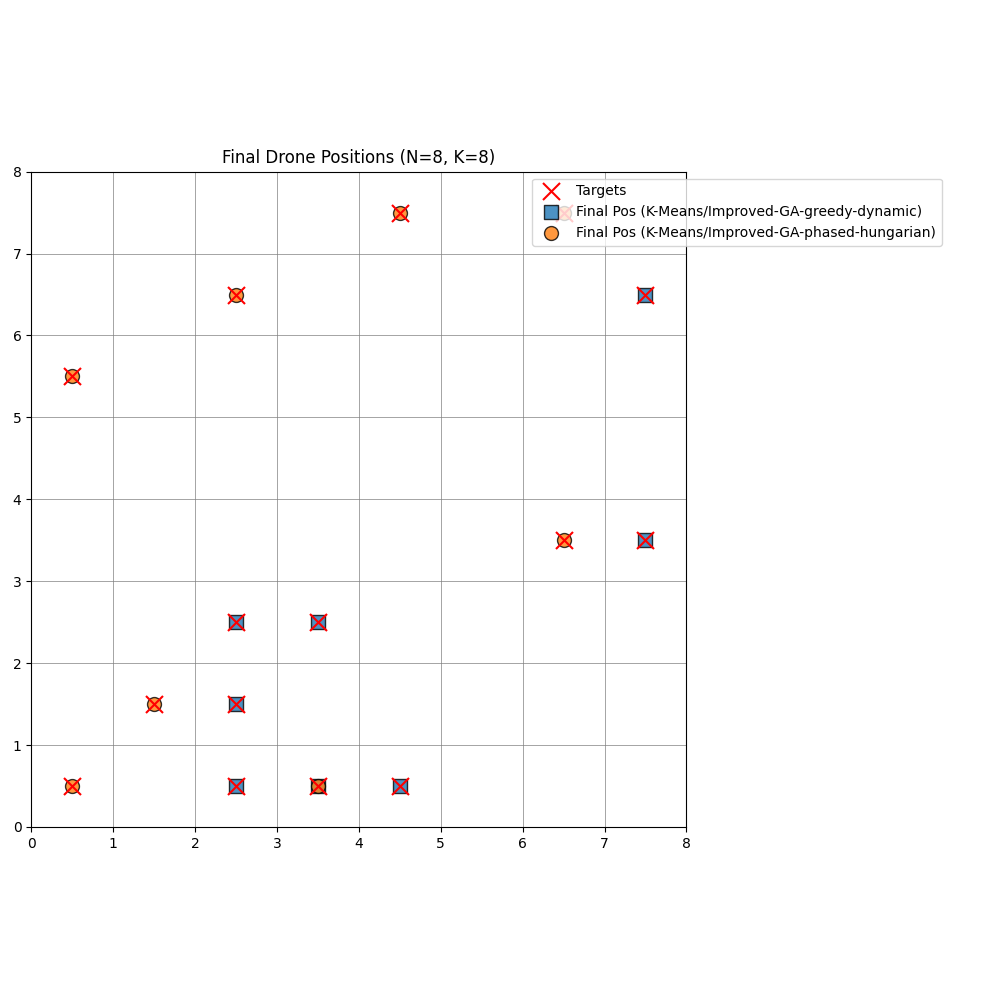 Final Drone Positions (N=8, K=8)
Targets
Final Pos (K-Means/Improved-GA-greedy-dynamic)
Final Pos (K-Means/Improved-GA-phased-hungarian)
8
7
6
5
4
3
2
1
0
0 1 2 3 4 5 6 7 8